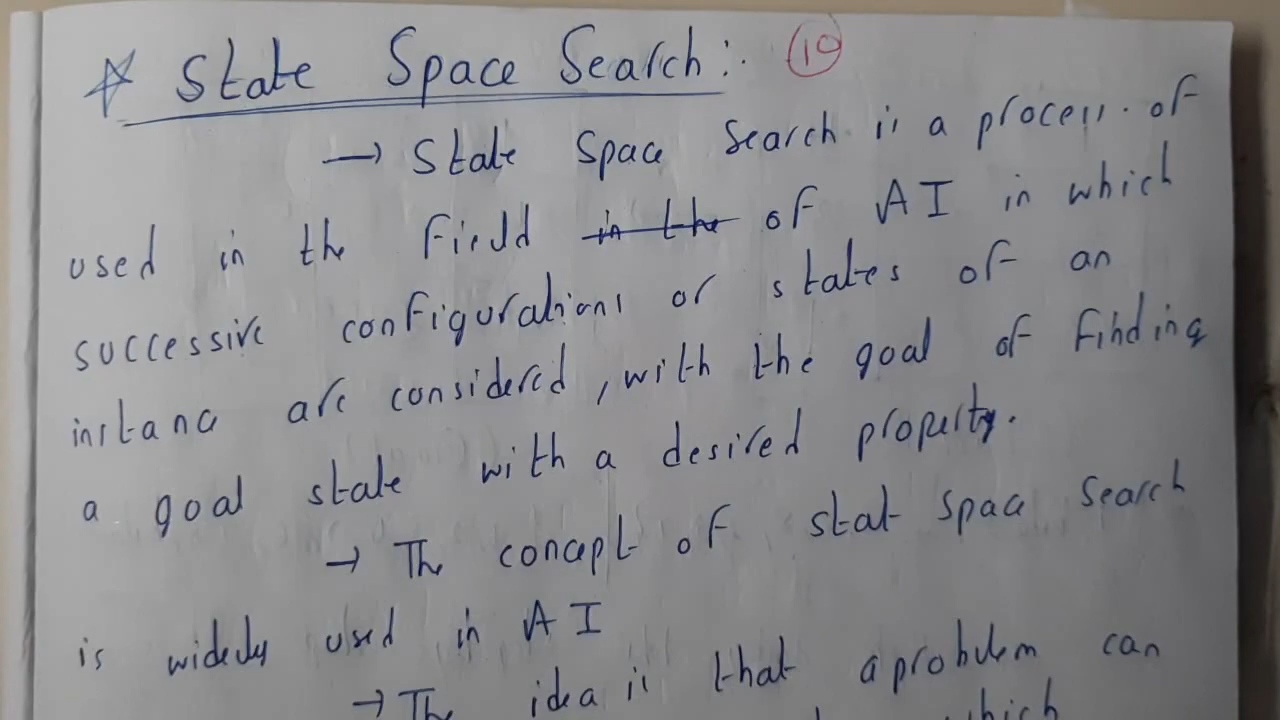 ☆ State Space Search:. 10
→ State Space Search is a process. of
used in the field in the of AI in which
successive configurations or states of an
instance are considered, with the goal of finding
a goal state with a desired property.
→ The concept of stat space search
is widely used in AI
→ The idea is that a problem can
which